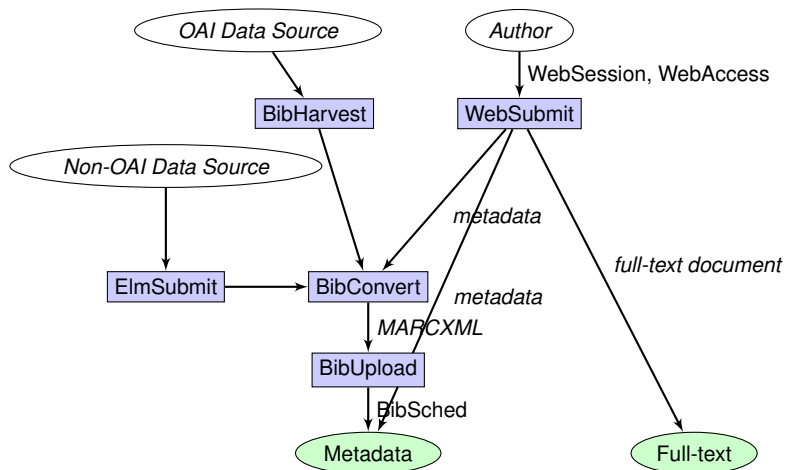 OAI Data Source
Author
WebSession, WebAccess
BibHarvest
WebSubmit
Non-OAI Data Source
metadata
full-text document
ElmSubmit
BibConvert
metadata
MARCXML
BibUpload
BibSched
Metadata
Full-text